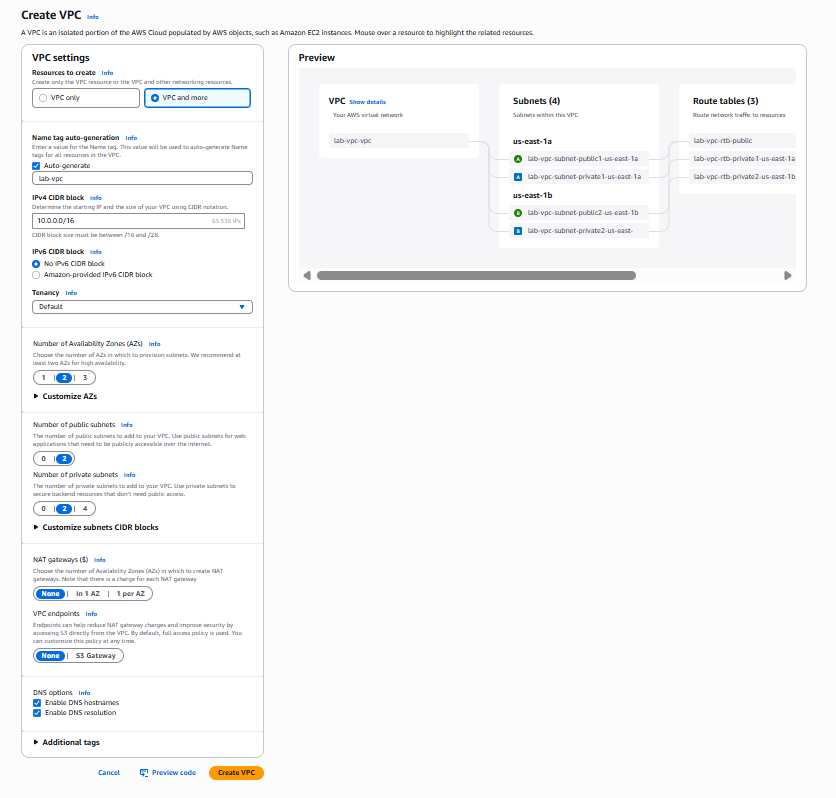 Create VPC Info
A VPC is an isolated portion of the AWS Cloud populated by AWS objects, such as Amazon EC2 instances. Mouse over a resource to highlight the related resources.
VPC settings
Resources to create Info
Create only the VPC resource or the VPC and other networking resources.
VPC only
VPC and more
Name tag auto-generation Info
Enter a value for the Name tag. This value will be used to auto-generate Name
tags for all resources in the VPC.
Auto-generate
lab-vpc
IPv4 CIDR block Info
Determine the starting IP and the size of your VPC using CIDR notation.
10.0.0.0/16 65 536 IPs
CIDR block size must be between /16 and /28.
IPv6 CIDR block Info
No IPv6 CIDR block
Amazon-provided IPv6 CIDR block
Tenancy Info
Default
Number of Availability Zones (AZs) Info
Choose the number of AZs in which to provision subnets. We recommend at
least two AZs for high availability.
1 | 2 | 3
Customize AZs
Number of public subnets Info
The number of public subnets to add to your VPC. Use public subnets for web
applications that need to be publicly accessible over the internet.
0 | 2
Number of private subnets Info
The number of private subnets to add to your VPC. Use private subnets to
secure backend resources that don't need public access.
0 | 2 | 4
Customize subnets CIDR blocks
NAT gateways ($) Info
Choose the number of Availability Zones (AZs) in which to create NAT
gateways. Note that there is a charge for each NAT gateway
None | In 1 AZ | 1 per AZ
VPC endpoints Info
Endpoints can help reduce NAT gateway charges and improve security by
accessing S3 directly from the VPC. By default, full access policy is used. You
can customize this policy at any time.
None | S3 Gateway
DNS options Info
Enable DNS hostnames
Enable DNS resolution
Additional tags
Cancel
Preview code
Create VPC
Preview
VPC Show details
Your AWS virtual network
lab-vpc-vpc
Subnets (4)
Subnets within this VPC
us-east-1a
A lab-vpc-subnet-public1-us-east-1a
A lab-vpc-subnet-private1-us-east-1a
us-east-1b
B lab-vpc-subnet-public2-us-east-1b
B lab-vpc-subnet-private2-us-east-
Route tables (3)
Route network traffic to resources
lab-vpc-rtb-public
lab-vpc-rtb-private1-us-east-1a
lab-vpc-rtb-private2-us-east-1b